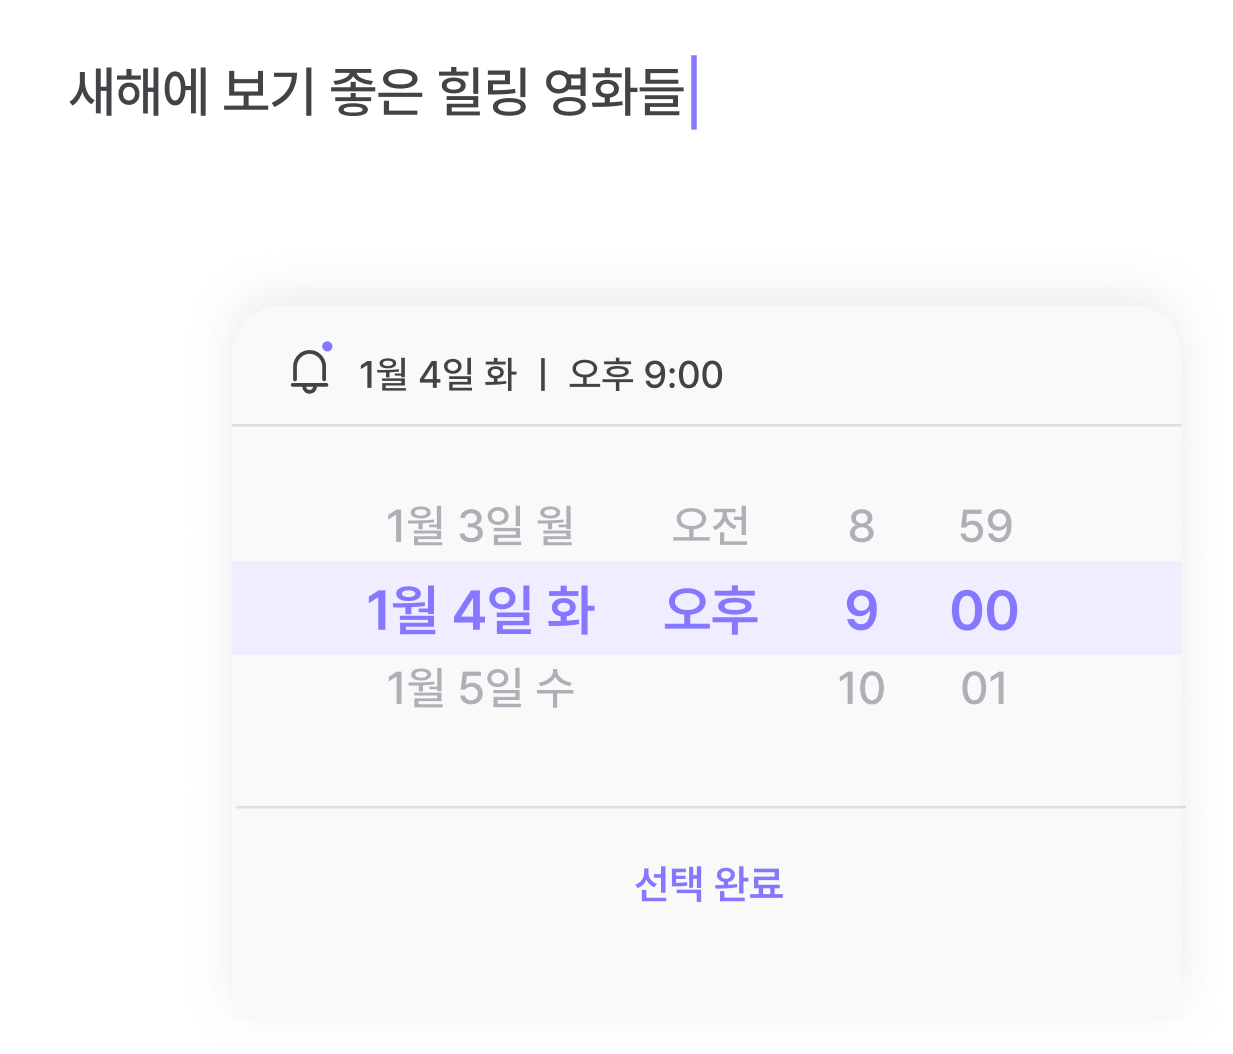 새해에 보기 좋은 힐링 영화들
1월 4일 화 | 오후 9:00
1월 3일 월 오전 8 59
1월 4일 화 오후 9 00
1월 5일 수 10 01
선택 완료